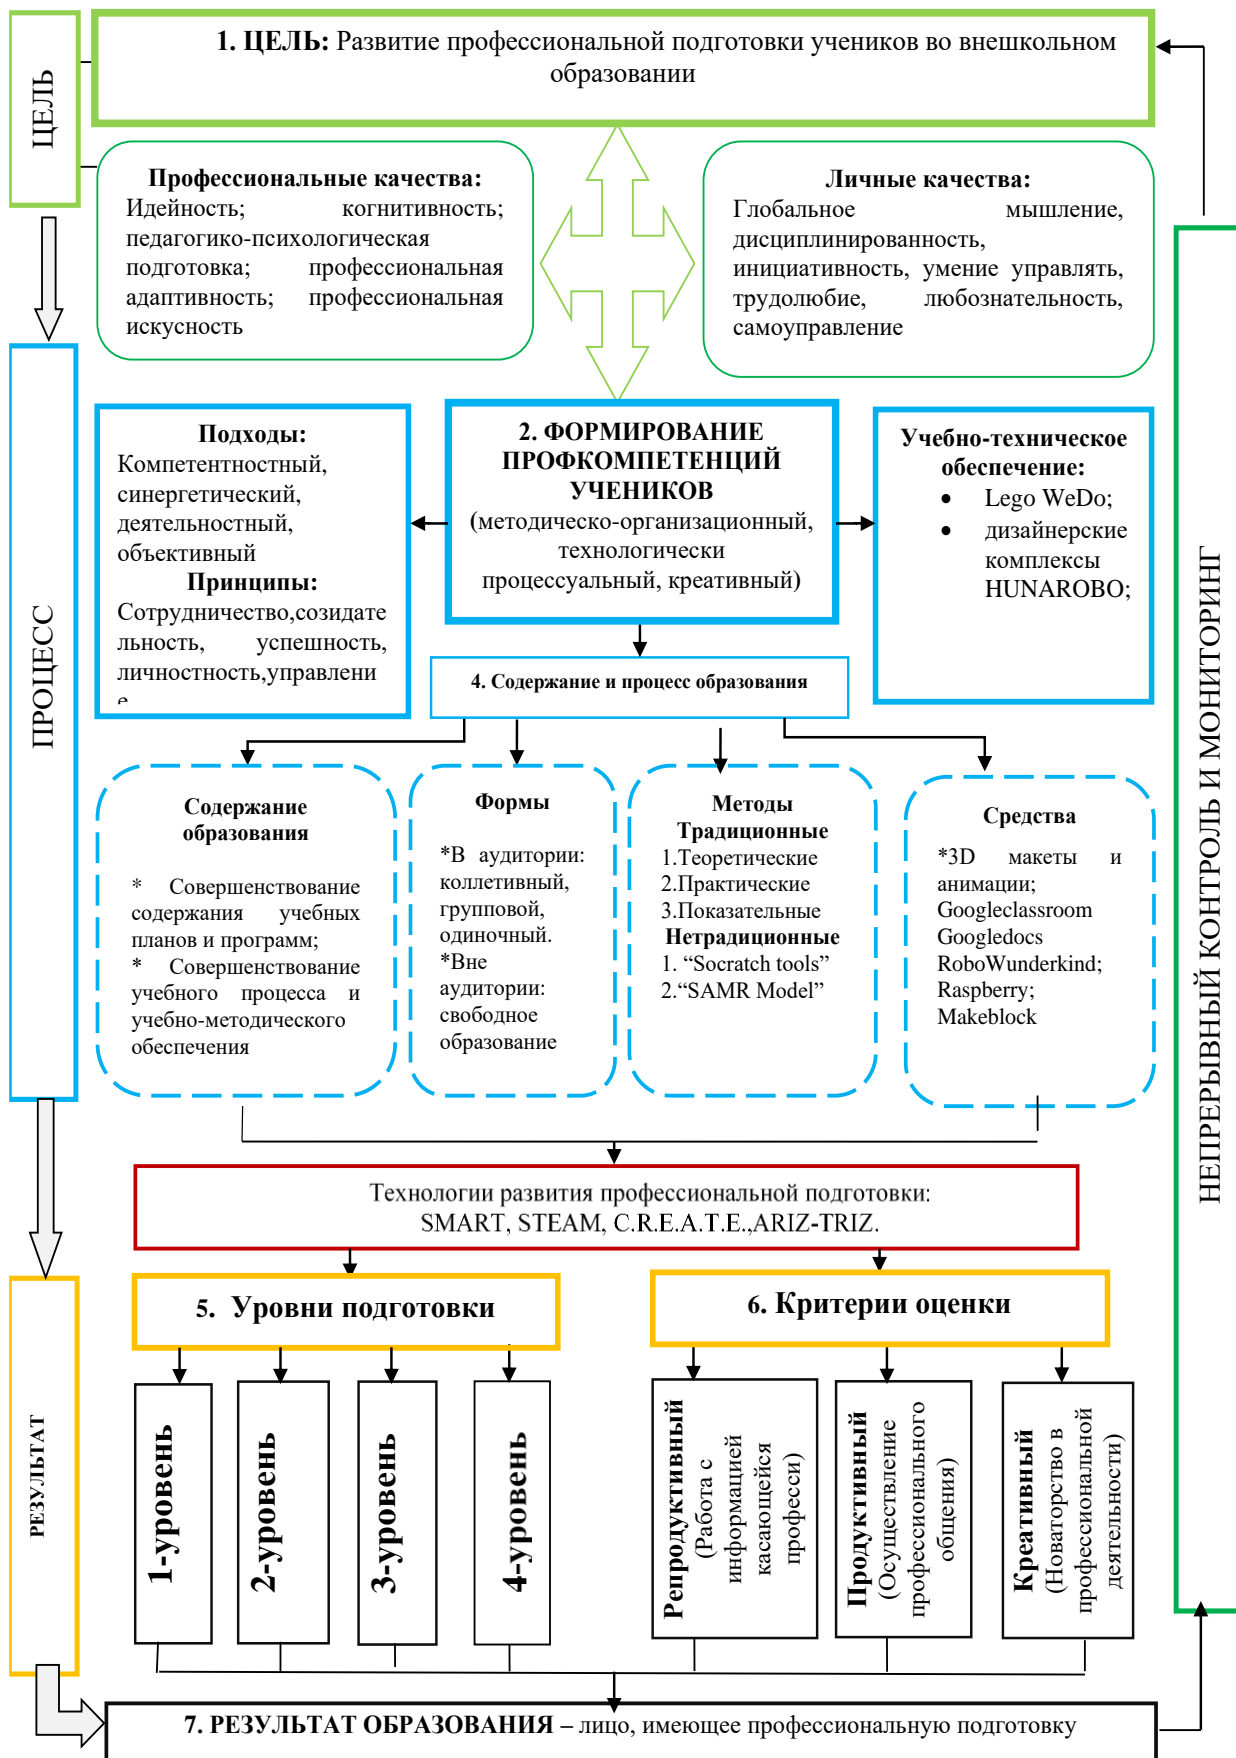 ЦЕЛЬ
1. ЦЕЛЬ: Развитие профессиональной подготовки учеников во внешкольном
образовании
Профессиональные качества:
Идейность; когнитивность;
педагогико-психологическая
подготовка; профессиональная
адаптивность; профессиональная
искусность
Личные качества:
Глобальное мышление,
дисциплинированность,
инициативность, умение управлять,
трудолюбие, любознательность,
самоуправление
ПРОЦЕСС
Подходы:
Компетентностный,
синергетический,
деятельностный,
объективный
Принципы:
Сотрудничество,созидате
льность, успешность,
личностность,управлени
е
2. ФОРМИРОВАНИЕ
ПРОФКОМПЕТЕНЦИЙ
УЧЕНИКОВ
(методическо-организационный,
технологически
процессуальный, креативный)
Учебно-техническое
обеспечение:
• Lego WeDo;
• дизайнерские
комплексы
HUNAROBO;
4. Содержание и процесс образования
Содержание
образования
* Совершенствование
содержания учебных
планов и программ;
* Совершенствование
учебного процесса и
учебно-методического
обеспечения
Формы
*В аудитории:
коллетивный,
групповой,
одиночный.
*Вне
аудитории:
свободное
образование
Методы
Традиционные
1.Теоретические
2.Практические
3.Показательные
Нетрадиционные
1. “Socratch tools”
2.“SAMR Model”
Средства
*3D макеты и
анимации;
Googleclassroom
Googledocs
RoboWunderkind;
Raspberry;
Makeblock
НЕПРЕРЫВНЫЙ КОНТРОЛЬ И МОНИТОРИНГ
Технологии развития профессиональной подготовки:
SMART, STEAM, C.R.E.A.T.E.,ARIZ-TRIZ.
РЕЗУЛЬТАТ
5. Уровни подготовки
6. Критерии оценки
1-уровень
2-уровень
3-уровень
4-уровень
Репродуктивный
(Работа с
информацией
касающейся
професси)
Продуктивный
(Осуществление
профессионального
общения)
Креативный
(Новаторство в
профессиональной
деятельности)
7. РЕЗУЛЬТАТ ОБРАЗОВАНИЯ – лицо, имеющее профессиональную подготовку